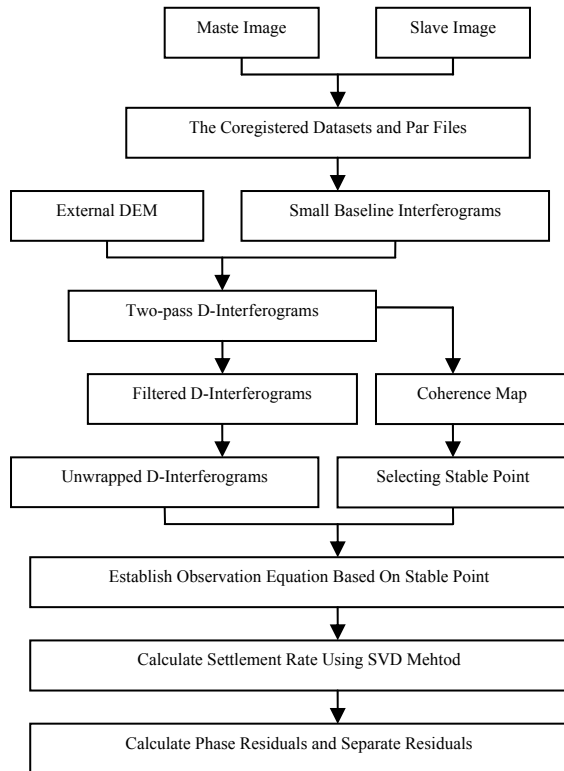 Maste Image
Slave Image
The Coregistered Datasets and Par Files
External DEM
Small Baseline Interferograms
Two-pass D-Interferograms
Filtered D-Interferograms
Coherence Map
Unwrapped D-Interferograms
Selecting Stable Point
Establish Observation Equation Based On Stable Point
Calculate Settlement Rate Using SVD Mehtod
Calculate Phase Residuals and Separate Residuals